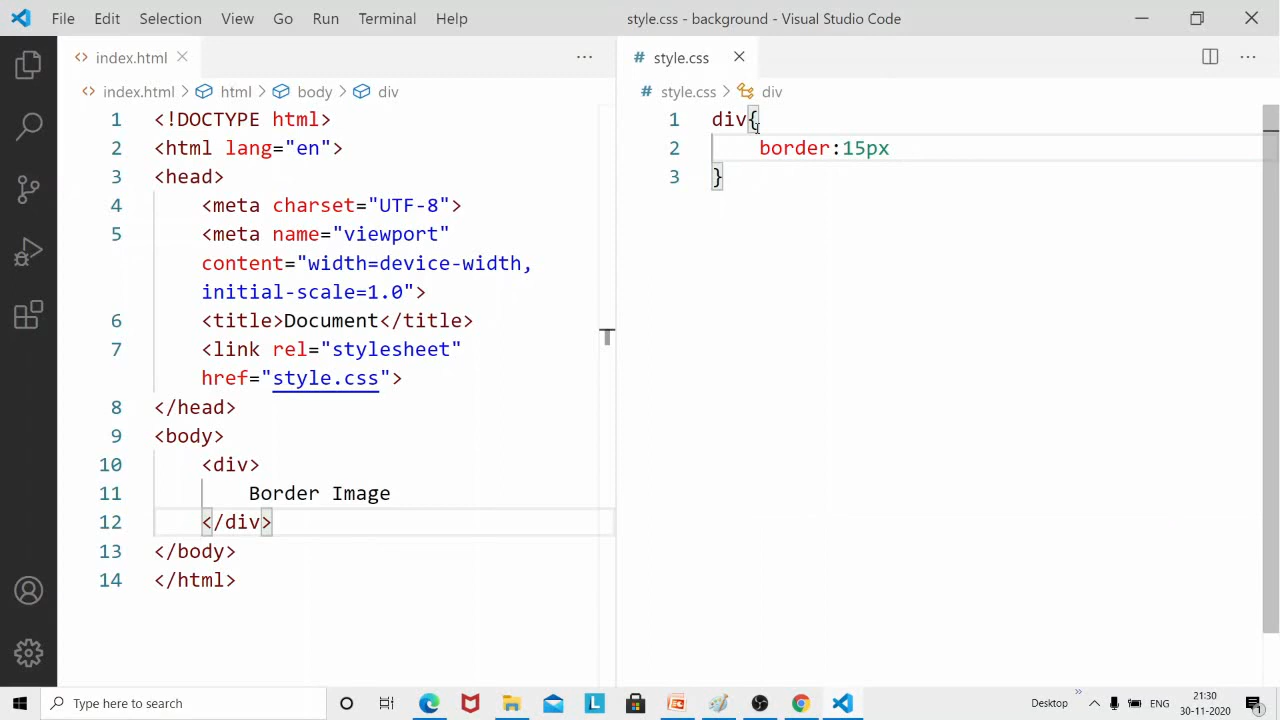 File Edit Selection View Go Run Terminal Help style.css - background - Visual Studio Code
<> index.html
# style.css
<> index.html > html > body > div
# style.css > div
1 <!DOCTYPE html>
2 <html lang="en">
3 <head>
4 <meta charset="UTF-8">
5 <meta name="viewport"
content="width=device-width,
initial-scale=1.0">
6 <title>Document</title>
7 <link rel="stylesheet"
href="style.css">
8 </head>
9 <body>
10 <div>
11 Border Image
12 </div>
13 </body>
14 </html>
1 div{
2 border:15px
3 }
Type here to search
Desktop
ENG
21:30
30-11-2020
1